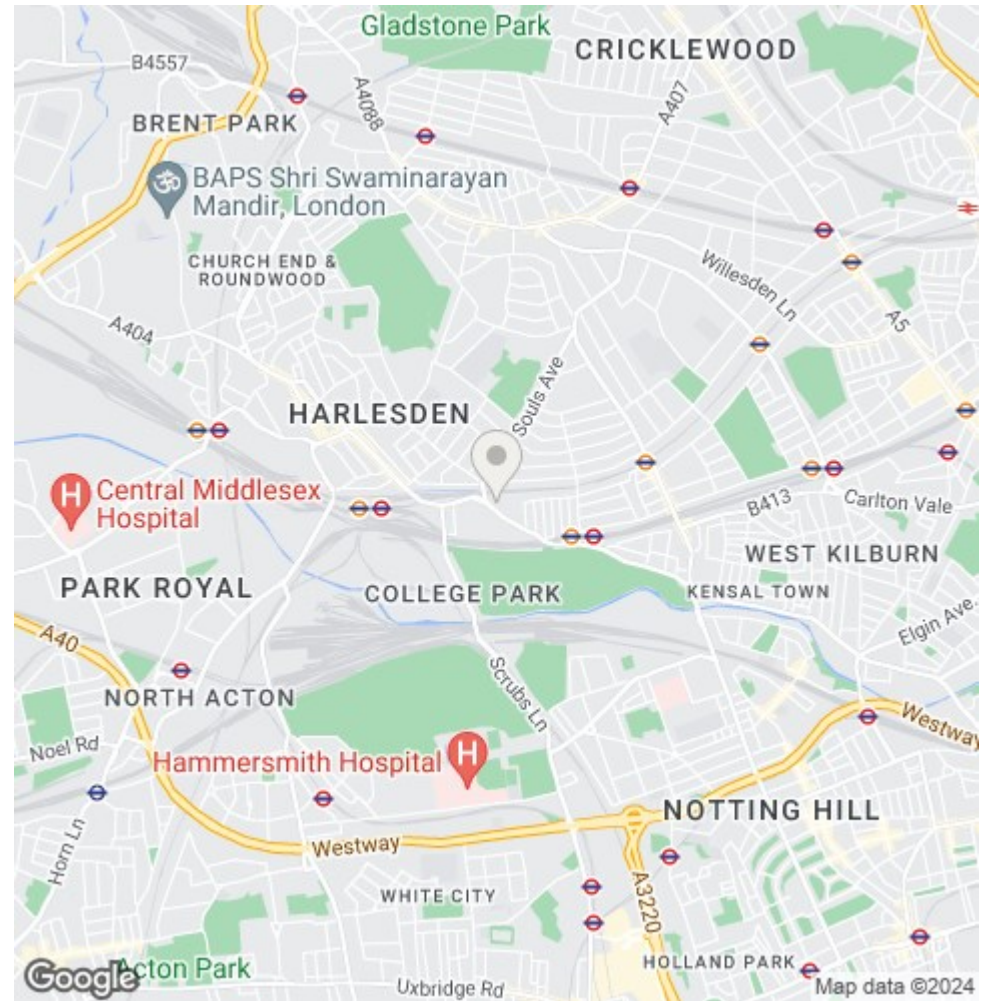 Gladstone Park
CRICKLEWOOD
B4557
A4088
A407
BRENT PARK
BAPS Shri Swaminarayan
Mandir, London
CHURCH END &
ROUNDWOOD
Willesden Ln
A404
A5
Souls Ave
HARLESDEN
H
Central Middlesex
Hospital
B413
Carlton Vale
WEST KILBURN
PARK ROYAL
COLLEGE PARK
KENSAL TOWN
Elgin Ave.
A40
NORTH ACTON
Scrubs Ln
Noel Rd
Westway
Hammersmith Hospital
H
NOTTING HILL
Horn Ln
Westway
WHITE CITY
A3220
HOLLAND PARK
Acton Park
Google
Uxbridge Rd
Map data ©2024